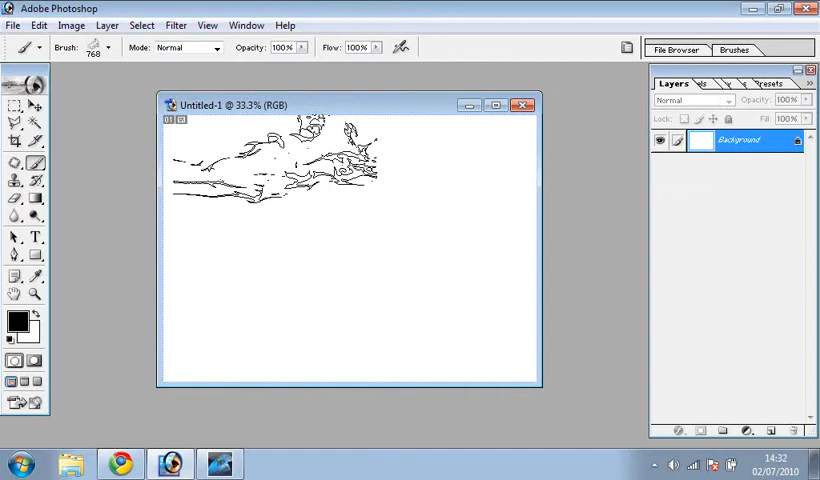 Adobe Photoshop
File Edit Image Layer Select Filter View Window Help
Brush: 768 Mode: Normal Opacity: 100% Flow: 100% File Browser Brushes
Untitled-1 @ 33.3% (RGB)
01
Layers Presets
Normal Opacity: 100%
Lock: Fill: 100%
Background
T
14:32
02/07/2010